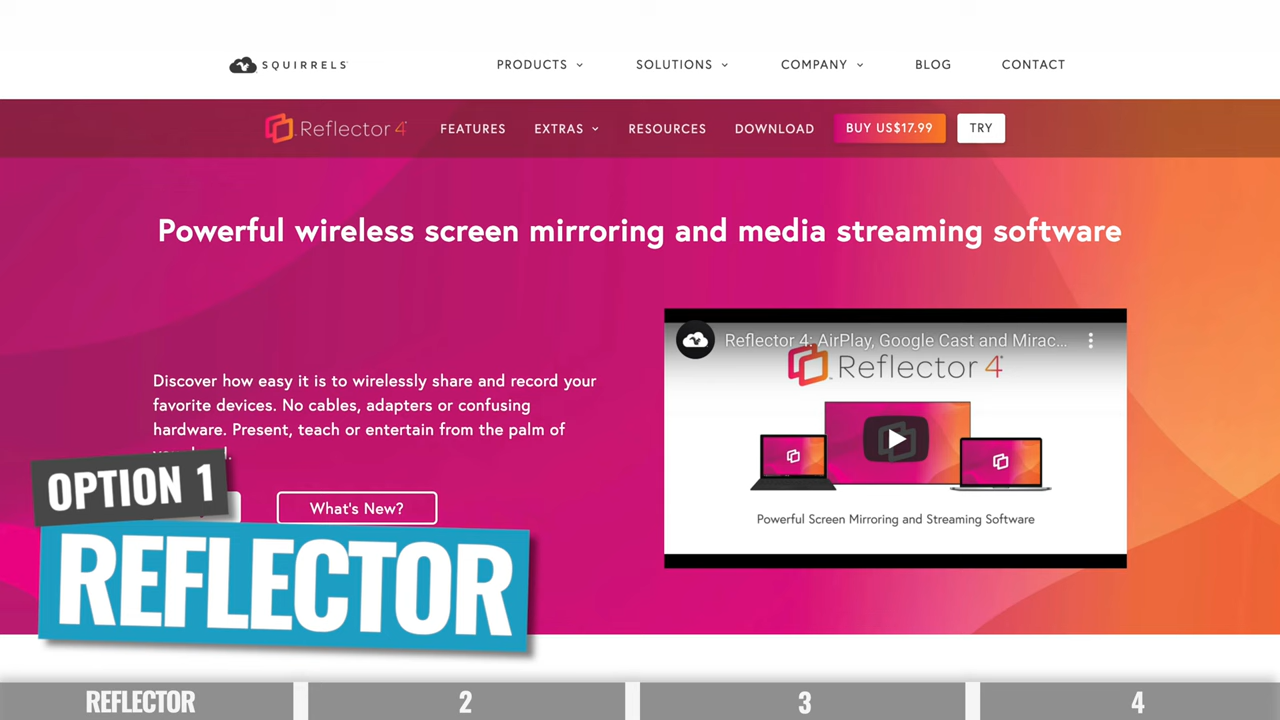 SQUIRRELS
PRODUCTS
SOLUTIONS
COMPANY
BLOG
CONTACT
Reflector 4
FEATURES
EXTRAS
RESOURCES
DOWNLOAD
BUY US$17.99
TRY
Powerful wireless screen mirroring and media streaming software
Discover how easy it is to wirelessly share and record your
favorite devices. No cables, adapters or confusing
hardware. Present, teach or entertain from the palm of
What's New?
Reflector 4: AirPlay, Google Cast and Mirac...
Reflector 4
Powerful Screen Mirroring and Streaming Software
OPTION 1
REFLECTOR
REFLECTOR
2
3
4